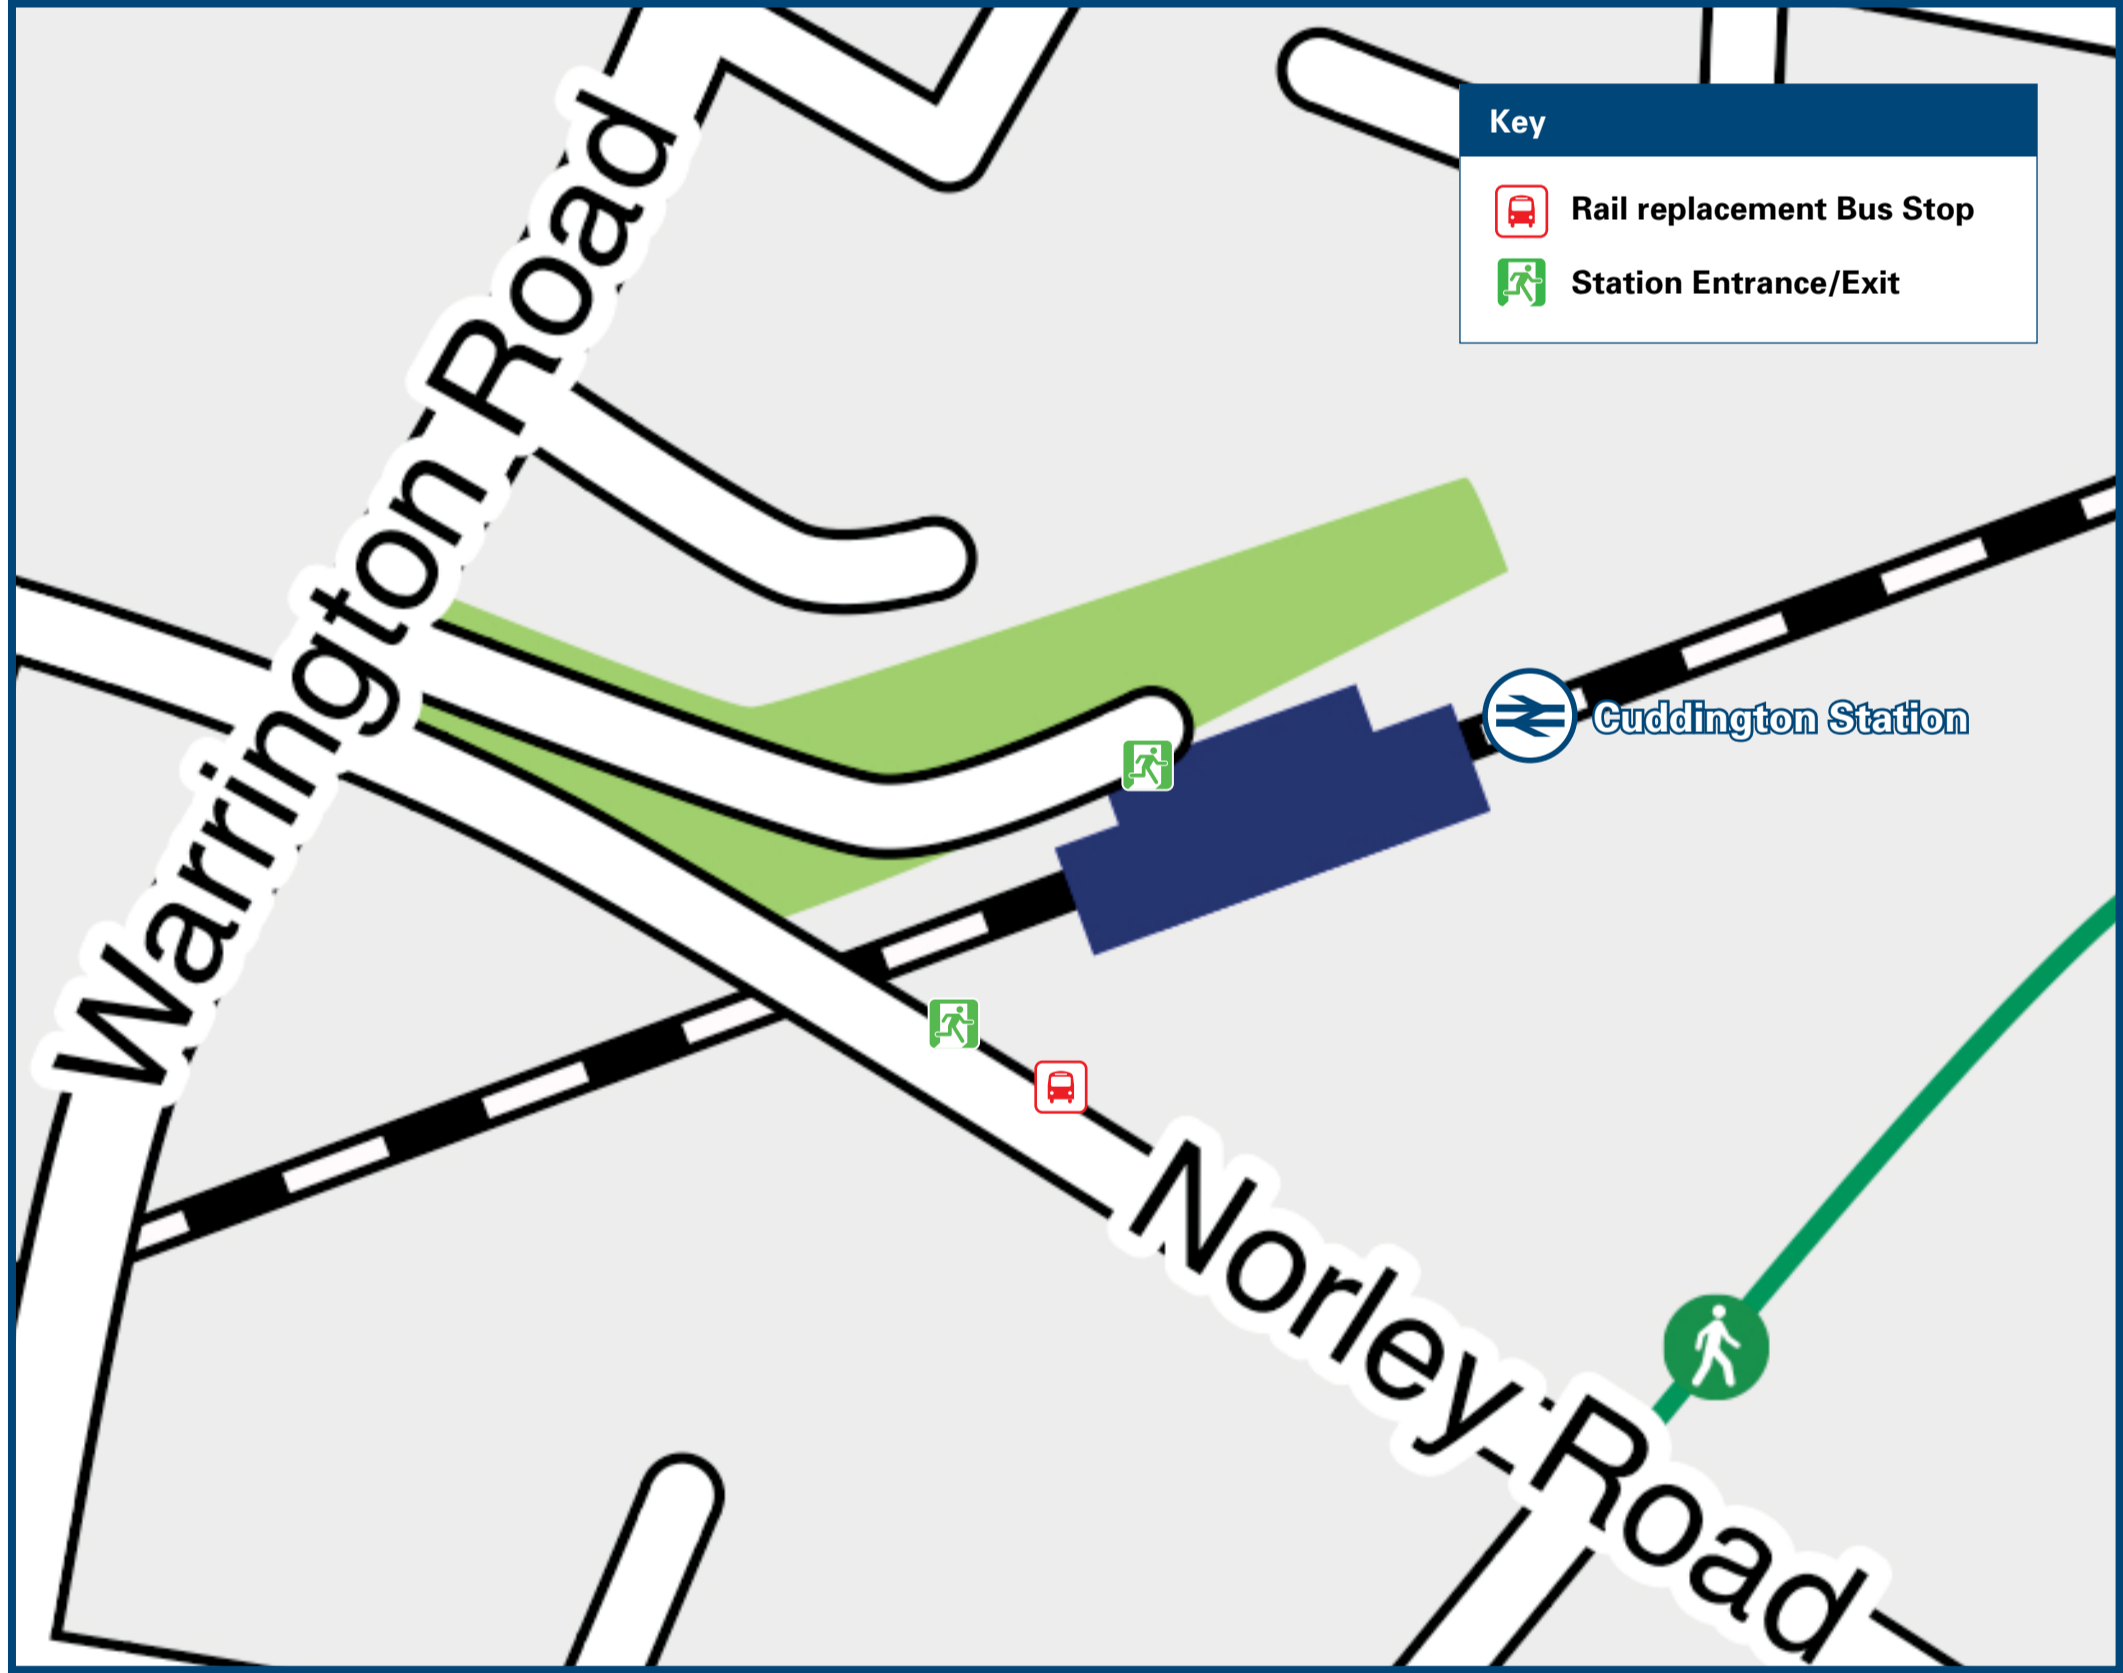 Key
Rail replacement Bus Stop
Station Entrance/Exit
Warrington Road
Cuddington Station
Norley Road